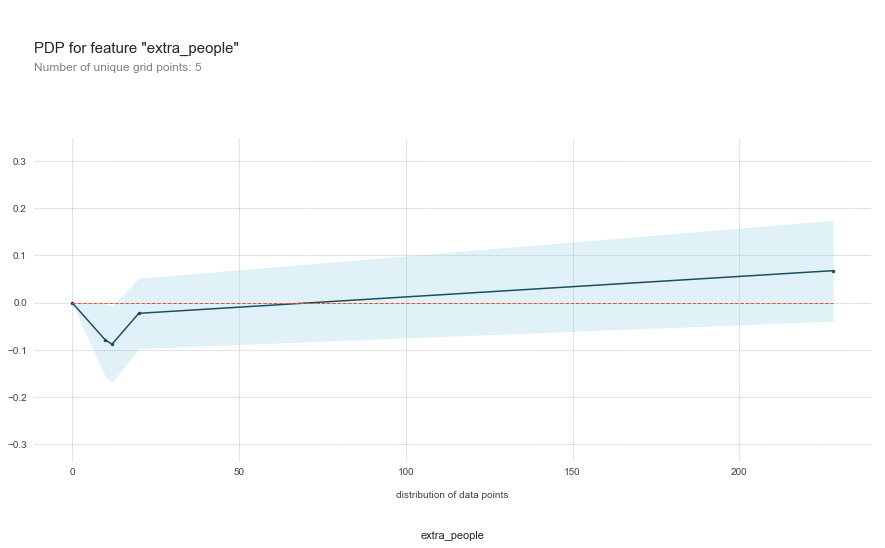 PDP for feature "extra_people"
Number of unique grid points: 5
0.3
0.2
0.1
0.0
−0.1
−0.2
−0.3
0 50 100 150 200
distribution of data points
extra_people